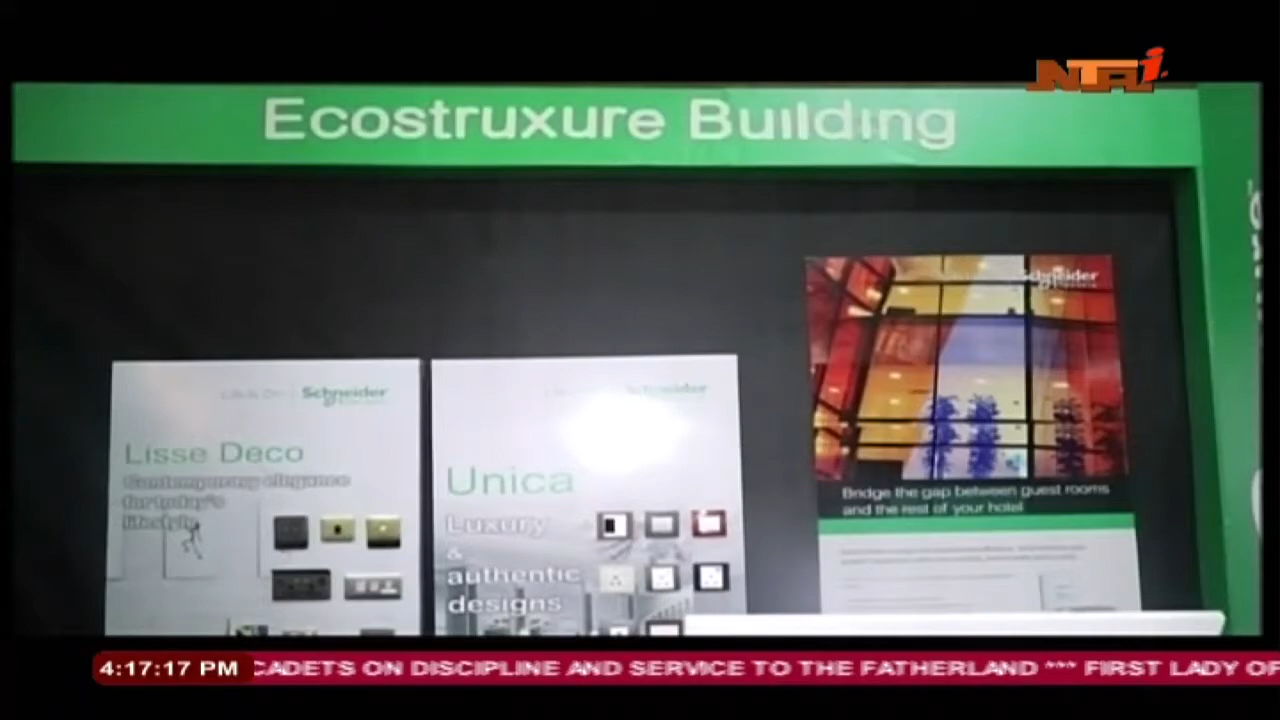 NTAi.
Ecostruxure Building
Schneider
Schneider
Schneider
Lisse Deco
Contemporary elegance
for today's
lifestyle
Unica
Luxury
&
authentic
designs
Bridge the gap between guest rooms
and the rest of your hotel
4:17:17 PM
CADETS ON DISCIPLINE AND SERVICE TO THE FATHERLAND *** FIRST LADY OF